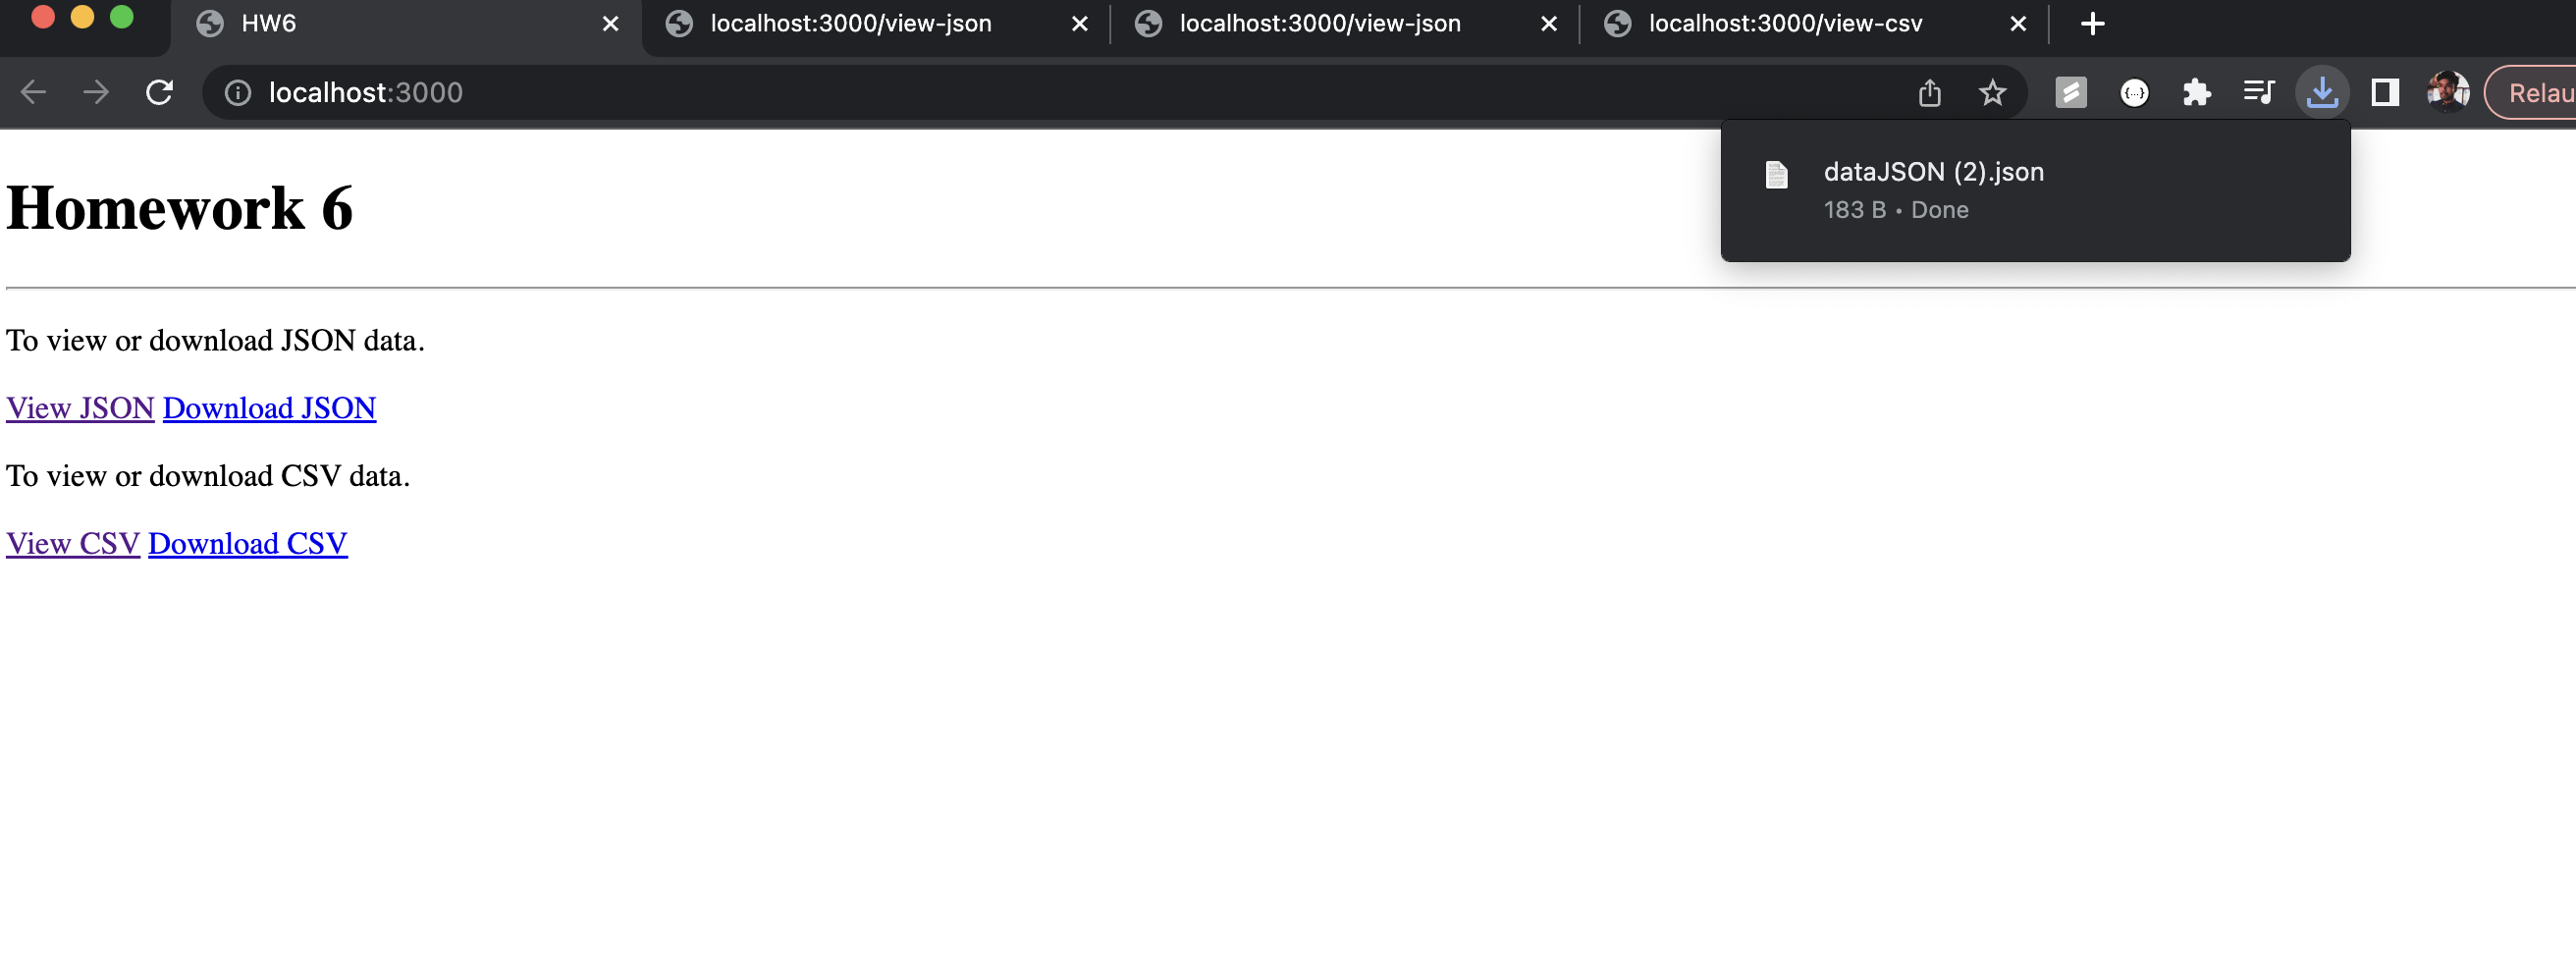 HW6 localhost:3000/view-json localhost:3000/view-json localhost:3000/view-csv
localhost:3000 Relau
dataJSON (2).json
183 B • Done
Homework 6
To view or download JSON data.
View JSON Download JSON
To view or download CSV data.
View CSV Download CSV